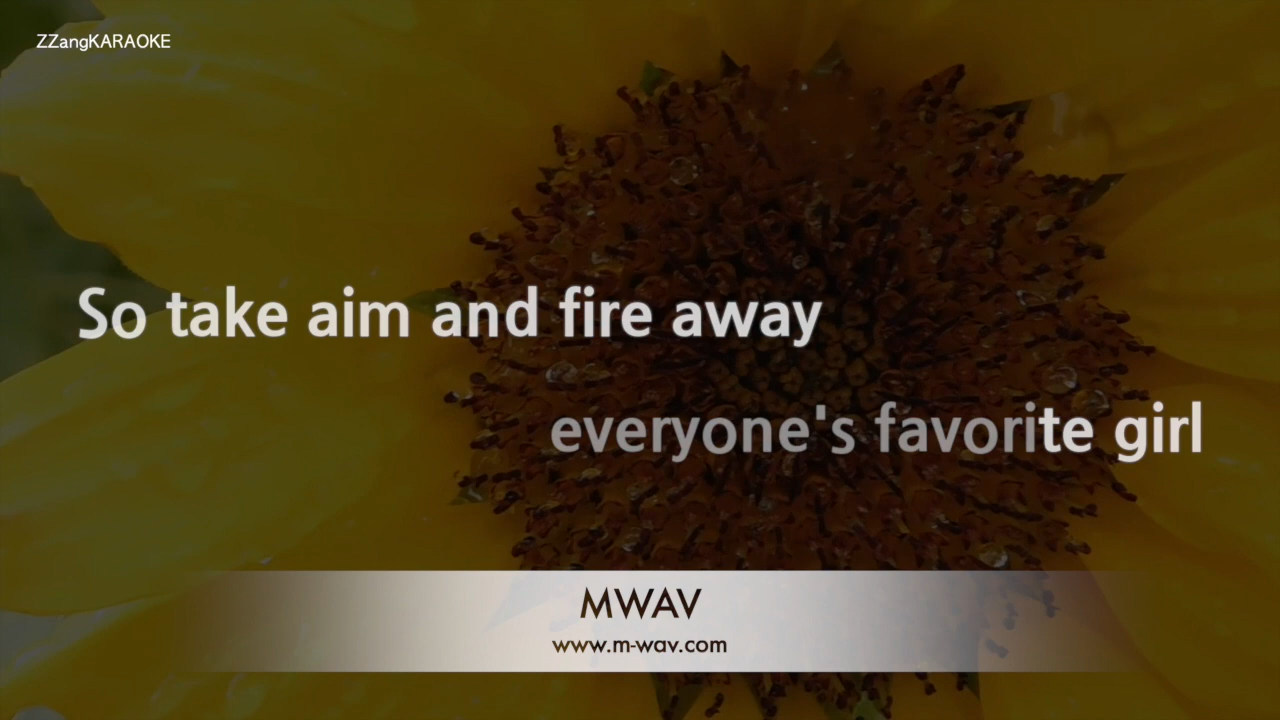 ZZangKARAOKE
So take aim and fire away
everyone's favorite girl
MWAV
www.m-wav.com